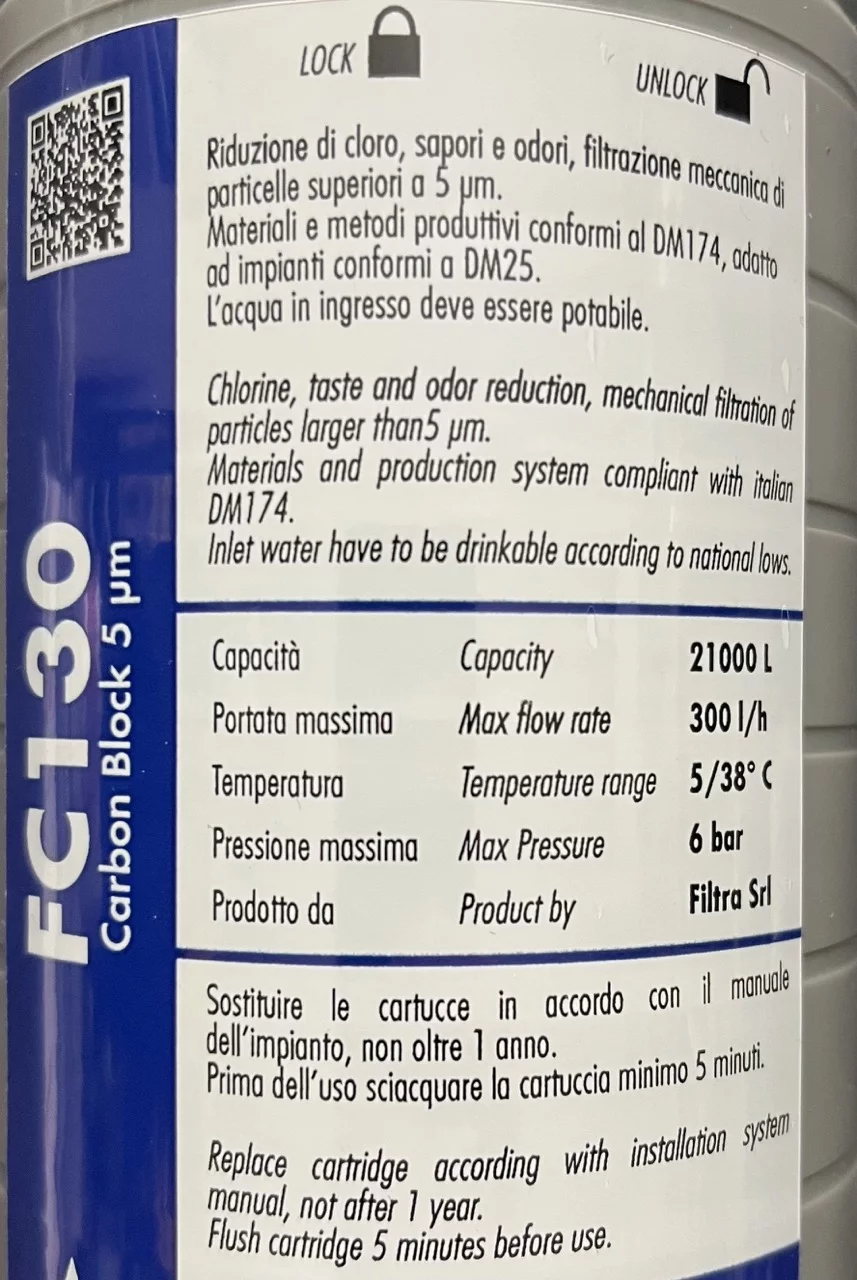 LOCK
UNLOCK
Riduzione di cloro, sapori e odori, filtrazione meccanica di
particelle superiori a 5 µm.
Materiali e metodi produttivi conformi al DM174, adatto
ad impianti conformi a DM25.
L'acqua in ingresso deve essere potabile.
Chlorine, taste and odor reduction, mechanical filtration of
particles larger than5 µm.
Materials and production system compliant with italian
DM174.
Inlet water have to be drinkable according to national lows.
FC130
Carbon Block 5 µm
Capacità Capacity 21000 L
Portata massima Max flow rate 300 l/h
Temperatura Temperature range 5/38° C
Pressione massima Max Pressure 6 bar
Prodotto da Product by Filtra Srl
Sostituire le cartucce in accordo con il manuale
dell'impianto, non oltre 1 anno.
Prima dell'uso sciacquare la cartuccia minimo 5 minuti.
Replace cartridge according with installation system
manual, not after 1 year.
Flush cartridge 5 minutes before use.